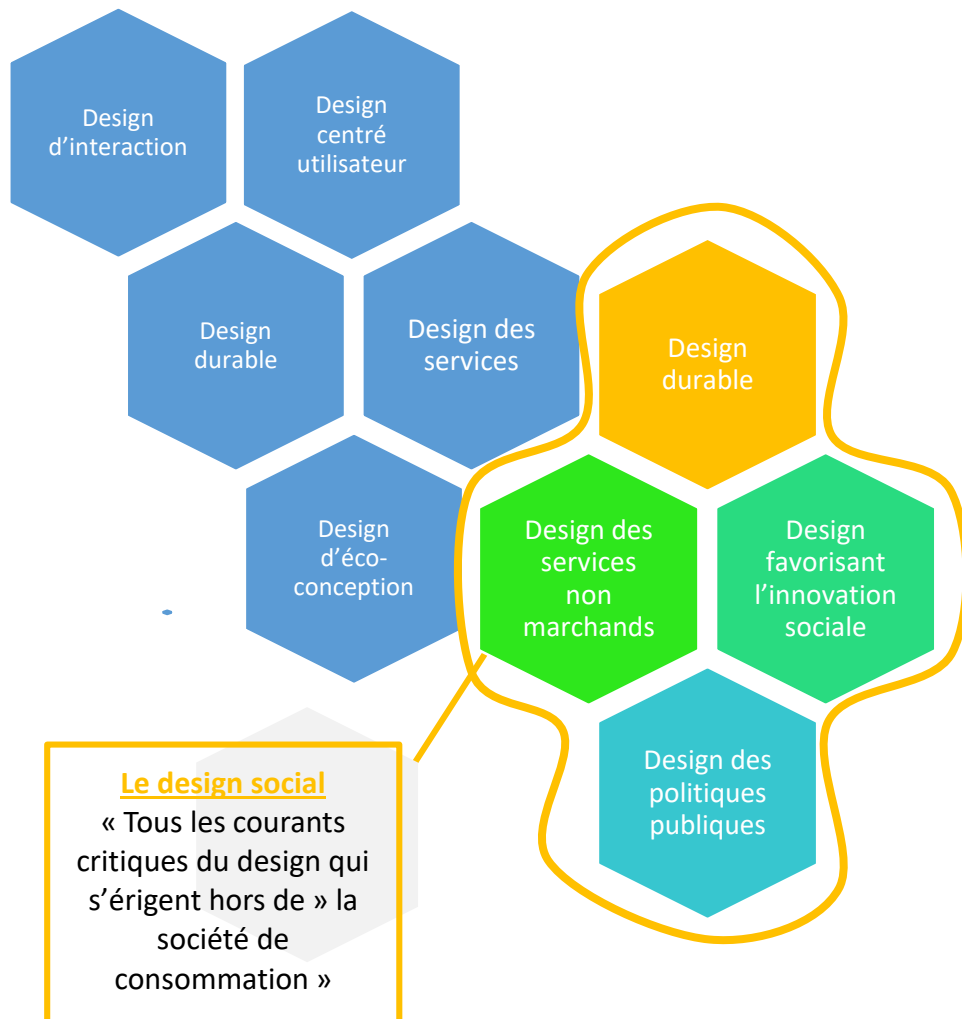 Design
d'interaction
Design
centré
utilisateur
Design
durable
Design des
services
Design
durable
Design
d'éco-
conception
Design des
services
non
marchands
Design
favorisant
l'innovation
sociale
Design des
politiques
publiques
Le design social
« Tous les courants
critiques du design qui
s'érigent hors de » la
société de
consommation »